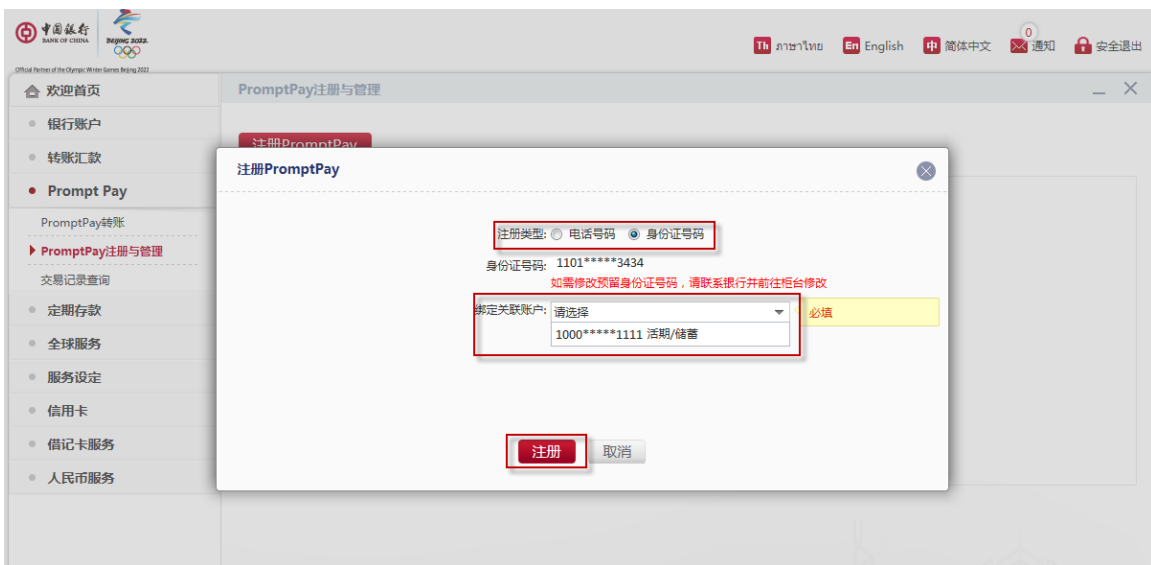 中国银行
BANK OF CHINA
BEIJING 2022
Official Partner of the Olympic Winter Games Beijing 2022
Th ภาษาไทย En English 中 简体中文 0 通知 安全退出
欢迎首页
PromptPay注册与管理
银行账户
转账汇款
Prompt Pay
PromptPay转账
PromptPay注册与管理
交易记录查询
定期存款
全球服务
服务设定
信用卡
借记卡服务
人民币服务
注册PromptPay
注册PromptPay
注册类型: 电话号码 身份证号码
身份证号码: 1101*****3434
如需修改预留身份证号码，请联系银行并前往柜台修改
绑定关联账户: 请选择 必填
1000*****1111 活期/储蓄
注册 取消